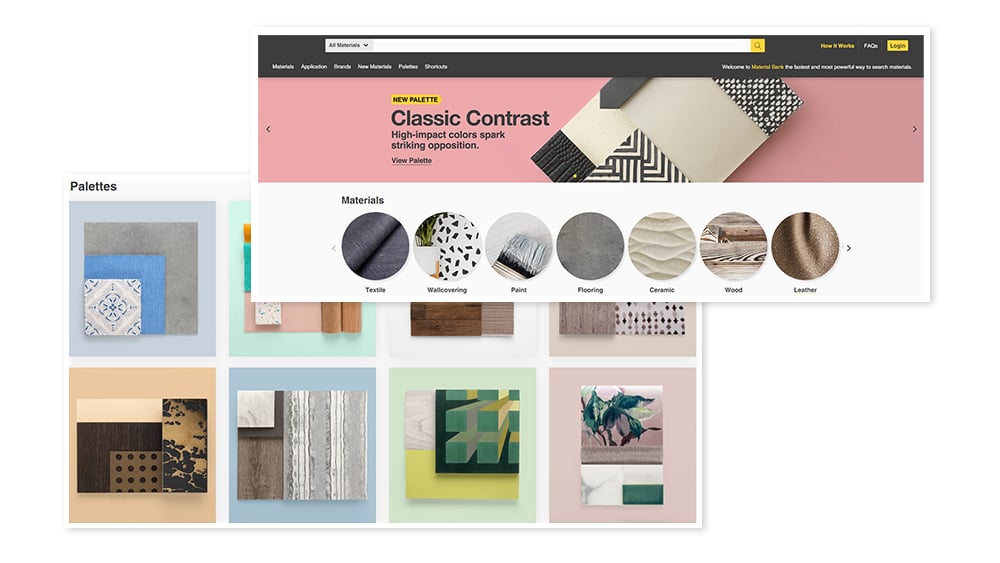 All Materials
How It Works FAQs Login
Materials Application Brands New Materials Palettes Shortcuts
Welcome to Material Bank the fastest and most powerful way to search materials.
NEW PALETTE
Classic Contrast
High-impact colors spark
striking opposition.
View Palette
Materials
Textile Wallcovering Paint Flooring Ceramic Wood Leather
Palettes